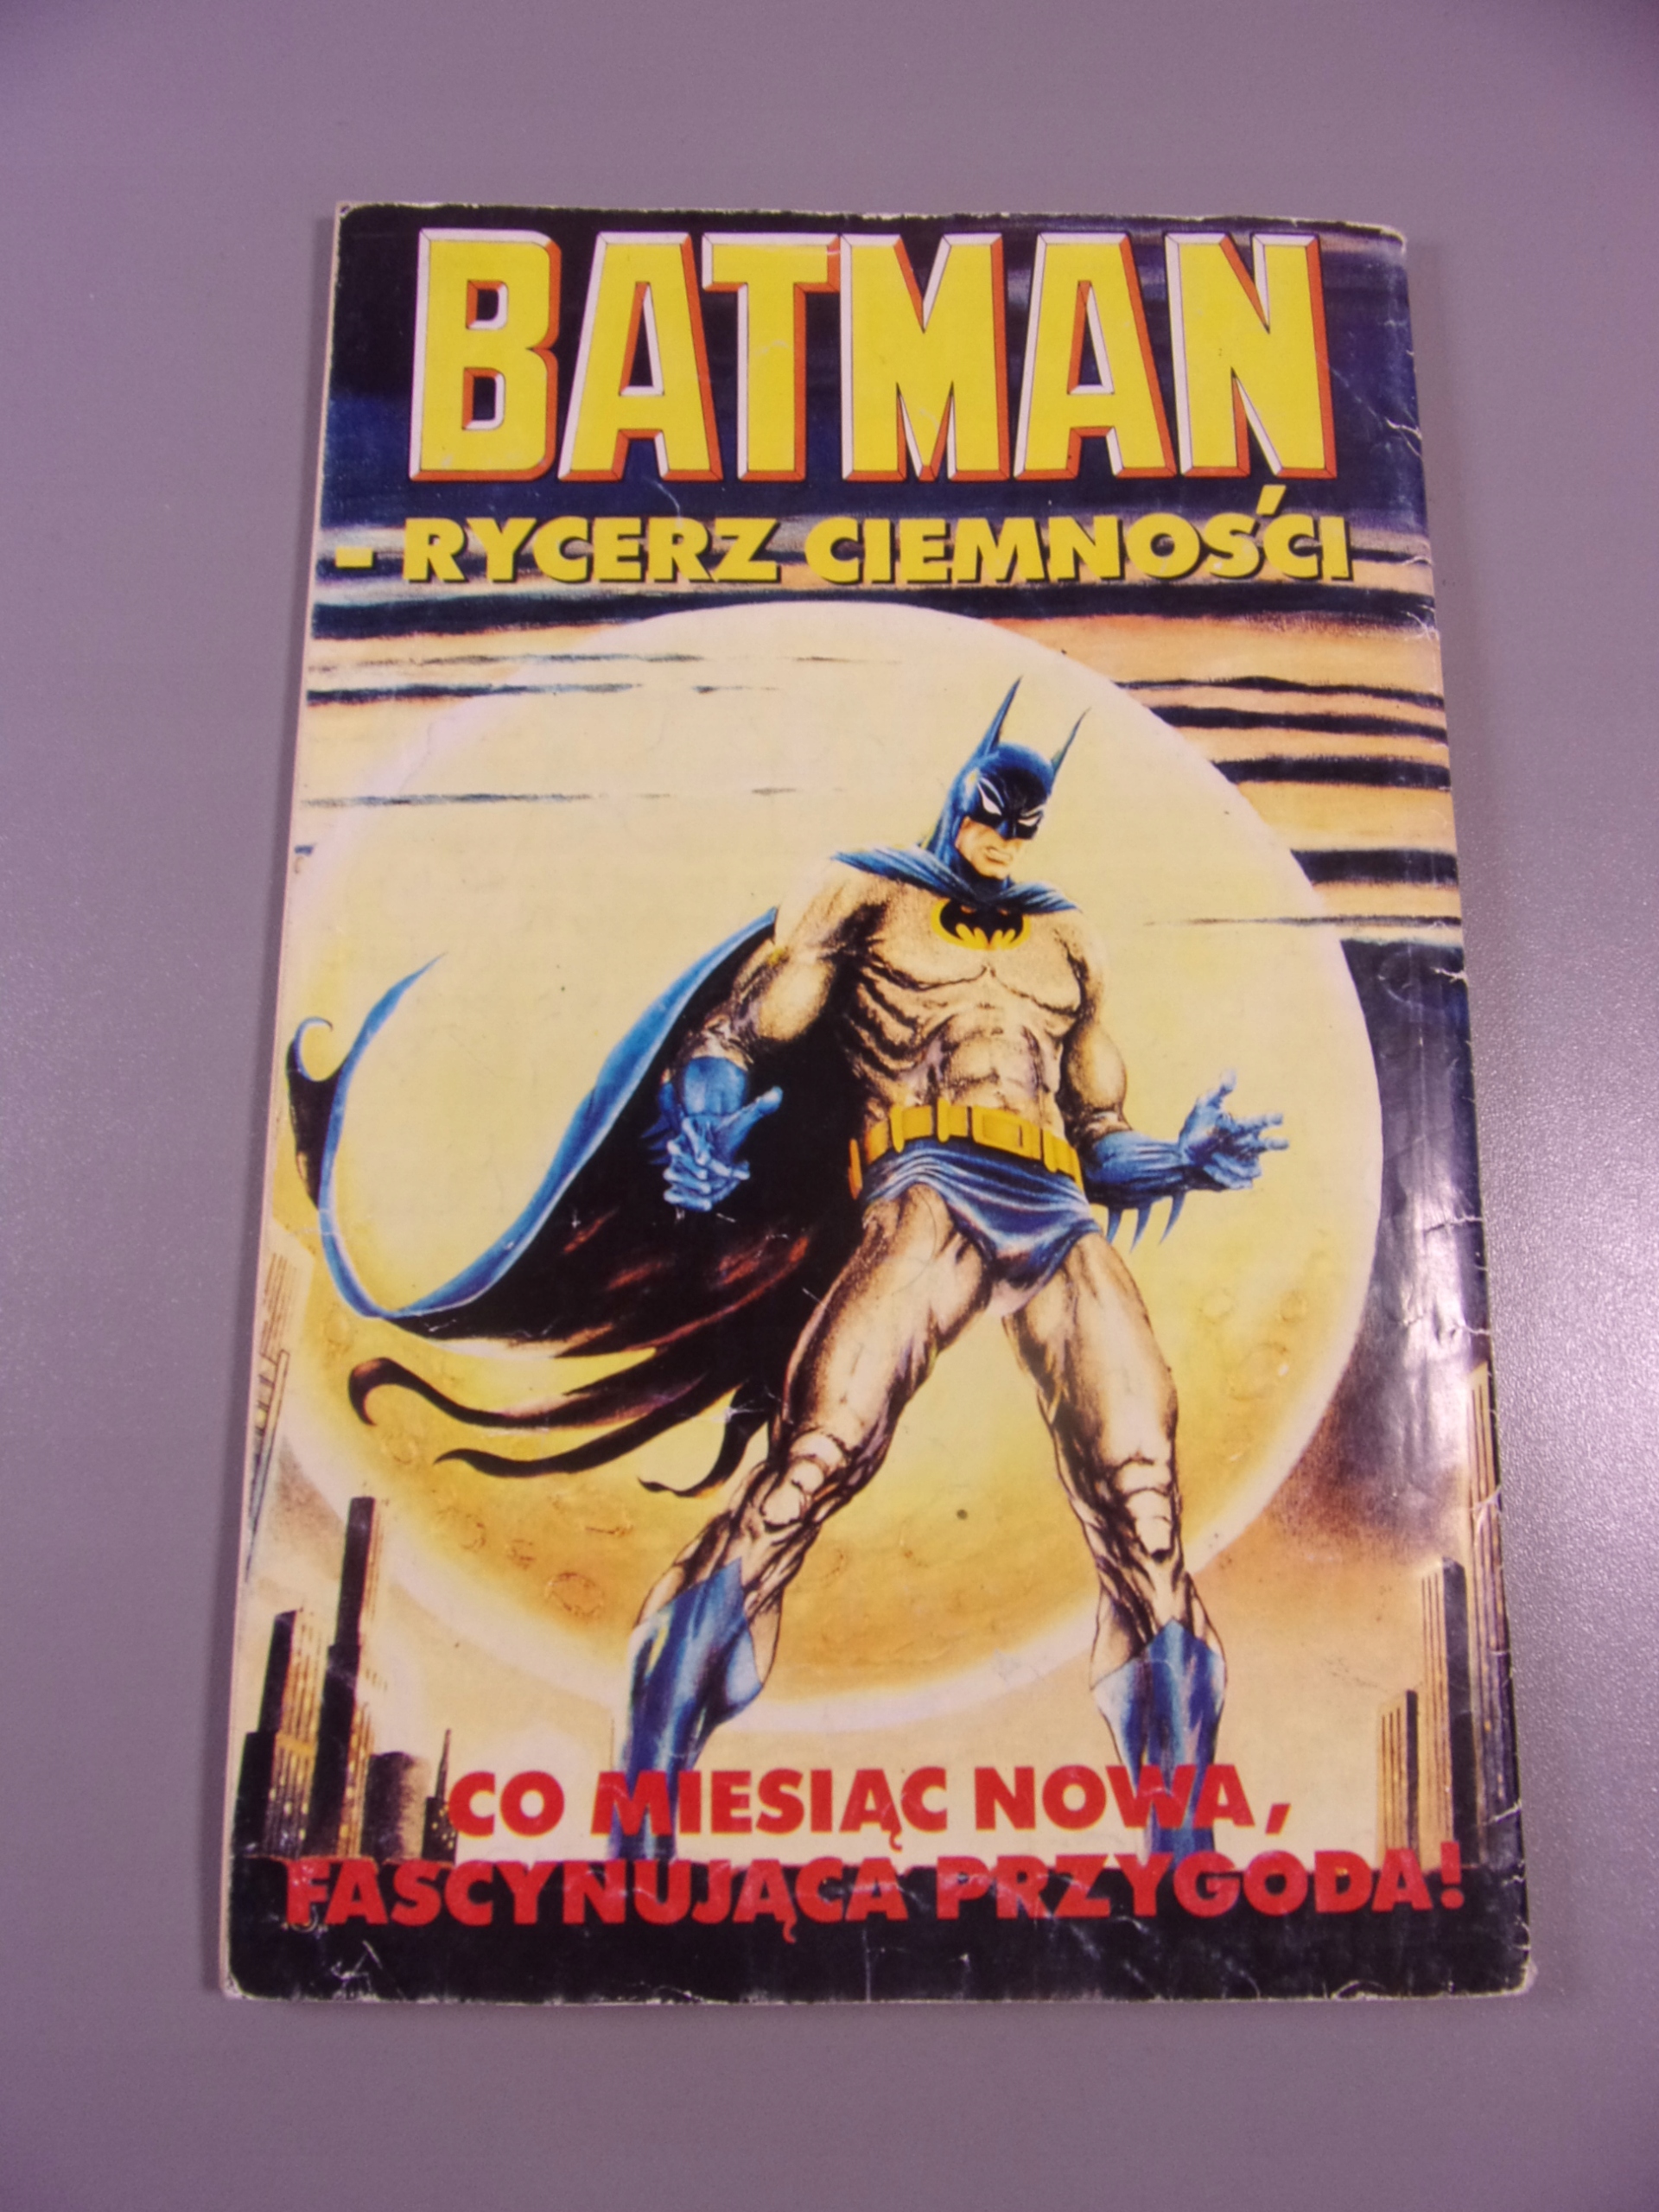 BATMAN
- RYCERZ CIEMNOŚCI
CO MIESIĄC NOWA,
FASCYNUJĄCA PRZYGODA!